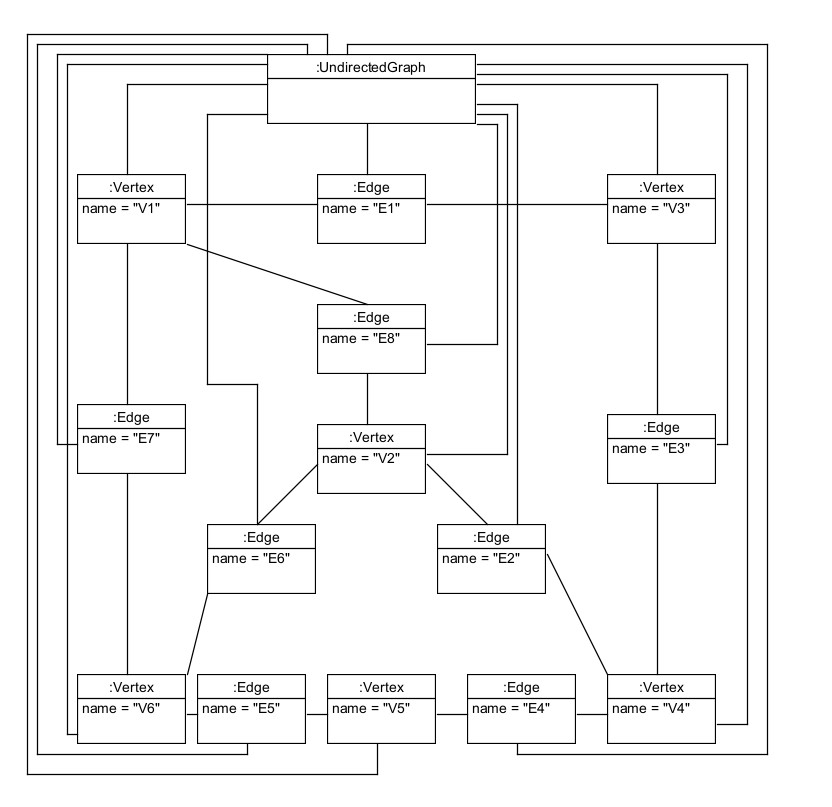 :UndirectedGraph
:Vertex
name = "V1"
:Edge
name = "E1"
:Vertex
name = "V3"
:Edge
name = "E8"
:Edge
name = "E7"
:Vertex
name = "V2"
:Edge
name = "E3"
:Edge
name = "E6"
:Edge
name = "E2"
:Vertex
name = "V6"
:Edge
name = "E5"
:Vertex
name = "V5"
:Edge
name = "E4"
:Vertex
name = "V4"